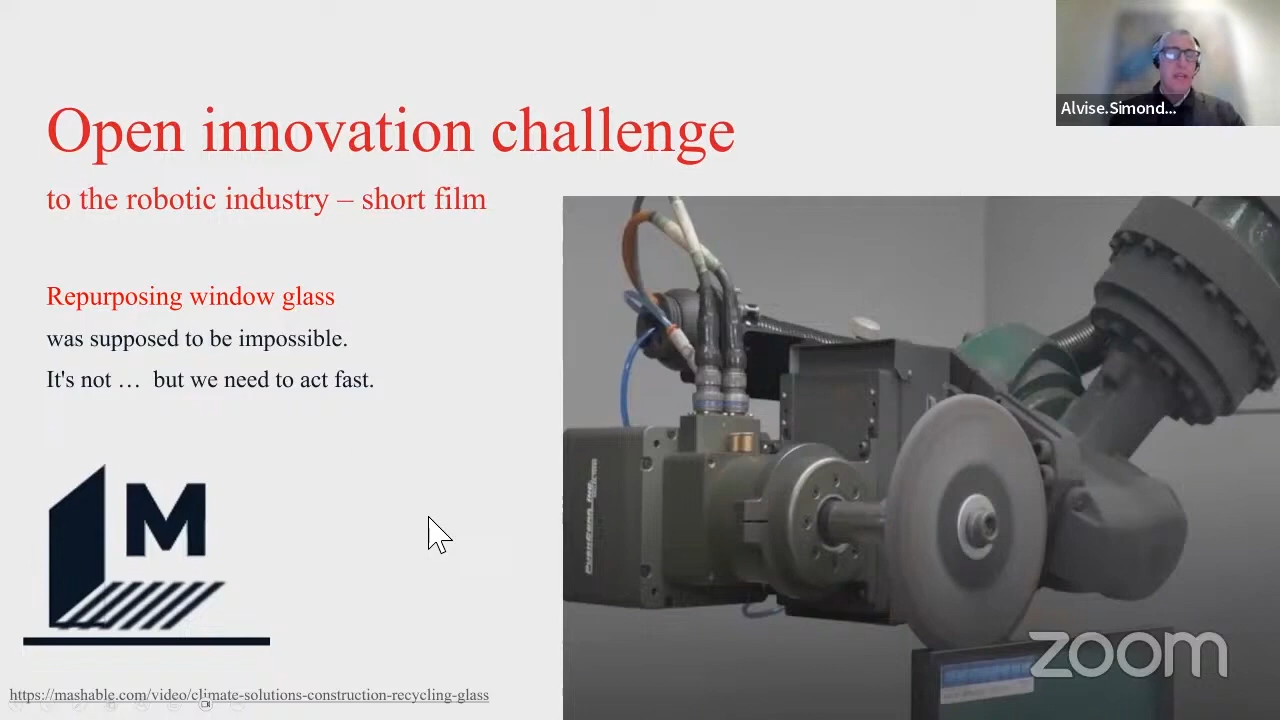 Open innovation challenge
to the robotic industry – short film
Alvise.Simond...
Repurposing window glass
was supposed to be impossible.
It's not … but we need to act fast.
M
https://mashable.com/video/climate-solutions-construction-recycling-glass
zoom